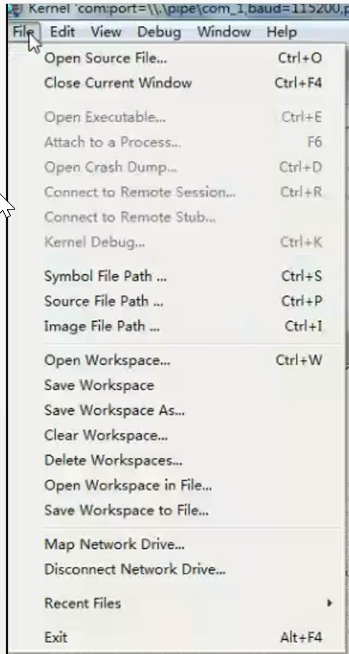 Kernel 'com:port=\\.\pipe\com_1,baud=115200,p
File Edit View Debug Window Help
Open Source File... Ctrl+O
Close Current Window Ctrl+F4
Open Executable... Ctrl+E
Attach to a Process... F6
Open Crash Dump... Ctrl+D
Connect to Remote Session... Ctrl+R
Connect to Remote Stub...
Kernel Debug... Ctrl+K
Symbol File Path ... Ctrl+S
Source File Path ... Ctrl+P
Image File Path ... Ctrl+I
Open Workspace... Ctrl+W
Save Workspace
Save Workspace As...
Clear Workspace...
Delete Workspaces...
Open Workspace in File...
Save Workspace to File...
Map Network Drive...
Disconnect Network Drive...
Recent Files
Exit Alt+F4